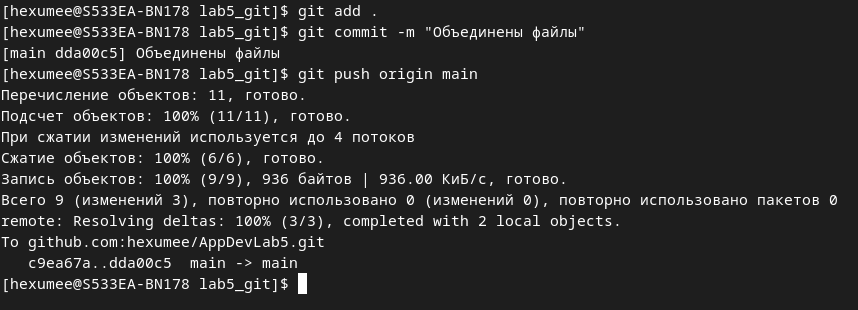 [hexumee@S533EA-BN178 lab5_git]$ git add .
[hexumee@S533EA-BN178 lab5_git]$ git commit -m "Объединены файлы"
[main dda00c5] Объединены файлы
[hexumee@S533EA-BN178 lab5_git]$ git push origin main
Перечисление объектов: 11, готово.
Подсчет объектов: 100% (11/11), готово.
При сжатии изменений используется до 4 потоков
Сжатие объектов: 100% (6/6), готово.
Запись объектов: 100% (9/9), 936 байтов | 936.00 КиБ/с, готово.
Всего 9 (изменений 3), повторно использовано 0 (изменений 0), повторно использовано пакетов 0
remote: Resolving deltas: 100% (3/3), completed with 2 local objects.
To github.com:hexumee/AppDevLab5.git
   c9ea67a..dda00c5  main -> main
[hexumee@S533EA-BN178 lab5_git]$